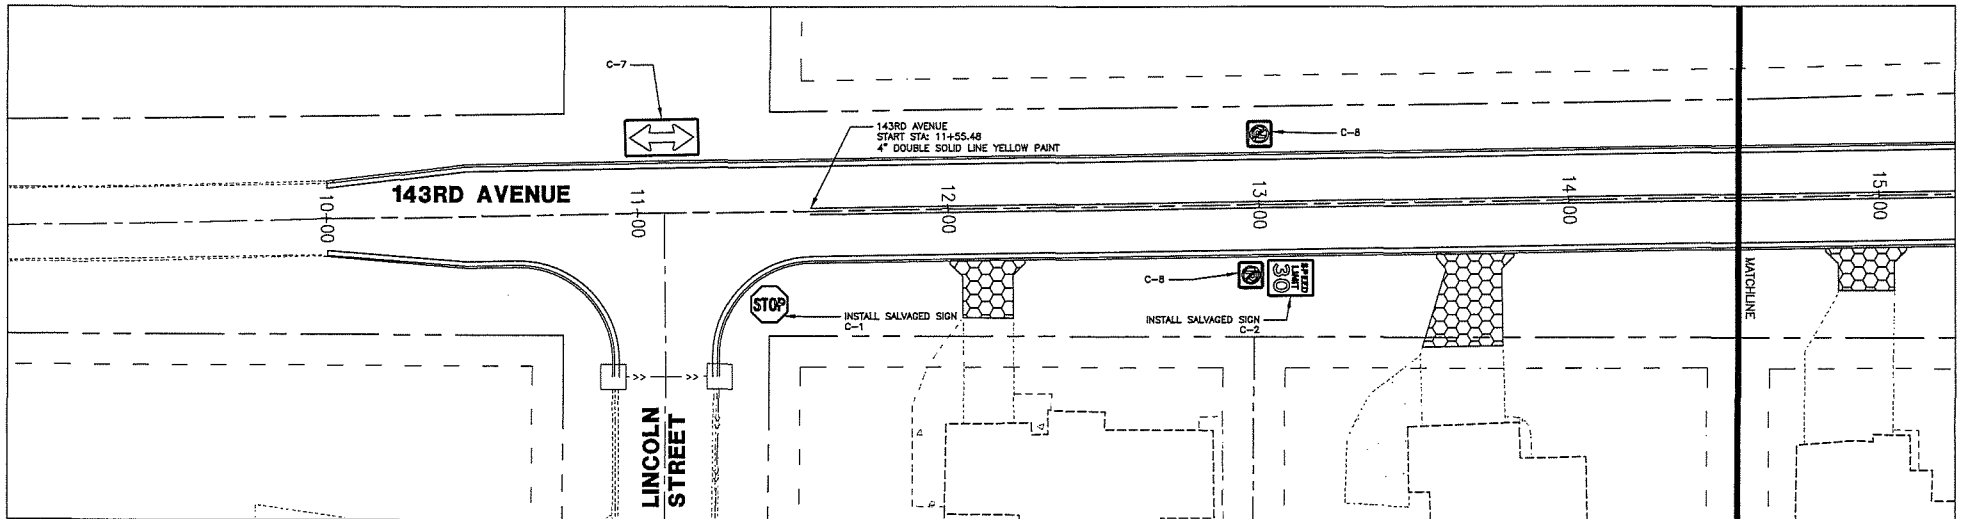 C-7
143RD AVENUE
START STA: 11+55.48
4" DOUBLE SOLID LINE YELLOW PAINT
C-8
143RD AVENUE
10+00
11+00
12+00
13+00
14+00
15+00
MATCHLINE
C-8
SPEED
LIMIT
30
STOP
INSTALL SALVAGED SIGN
C-1
INSTALL SALVAGED SIGN
C-2
>>
>>
LINCOLN
STREET